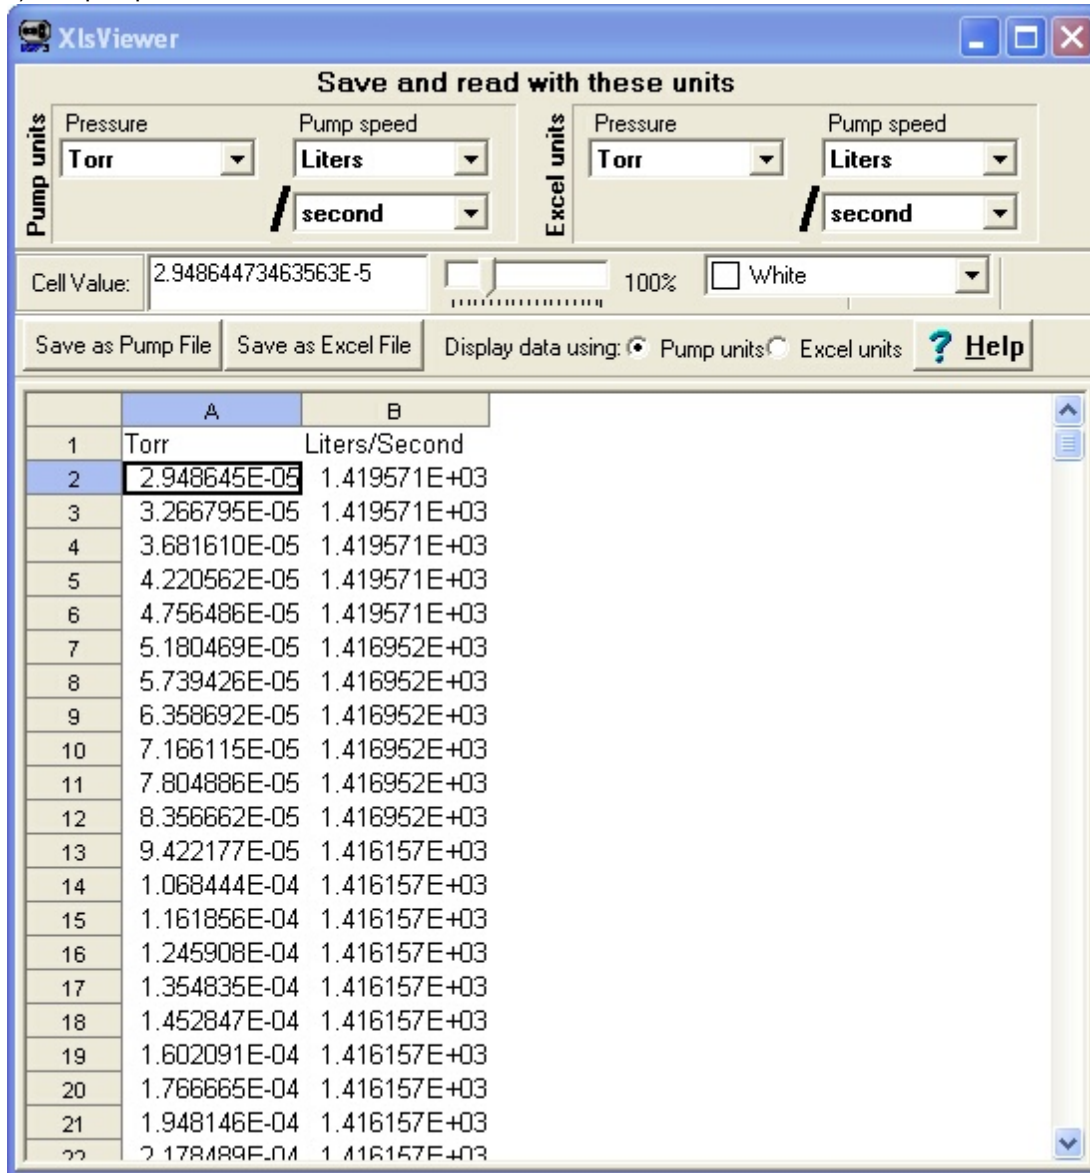 XlsViewer
Save and read with these units
Pump units
Pressure
Pump speed
Torr
Liters
/
second
Excel units
Pressure
Pump speed
Torr
Liters
/
second
Cell Value: 2.94864473463563E-5 100% White
Save as Pump File Save as Excel File Display data using: Pump units Excel units ? Help
A B
1 Torr Liters/Second
2 2.948645E-05 1.419571E+03
3 3.266795E-05 1.419571E+03
4 3.681610E-05 1.419571E+03
5 4.220562E-05 1.419571E+03
6 4.756486E-05 1.419571E+03
7 5.180469E-05 1.416952E+03
8 5.739426E-05 1.416952E+03
9 6.358692E-05 1.416952E+03
10 7.166115E-05 1.416952E+03
11 7.804886E-05 1.416952E+03
12 8.356662E-05 1.416952E+03
13 9.422177E-05 1.416157E+03
14 1.068444E-04 1.416157E+03
15 1.161856E-04 1.416157E+03
16 1.245908E-04 1.416157E+03
17 1.354835E-04 1.416157E+03
18 1.452847E-04 1.416157E+03
19 1.602091E-04 1.416157E+03
20 1.766665E-04 1.416157E+03
21 1.948146E-04 1.416157E+03
22 2.178489E-04 1.416157E+03